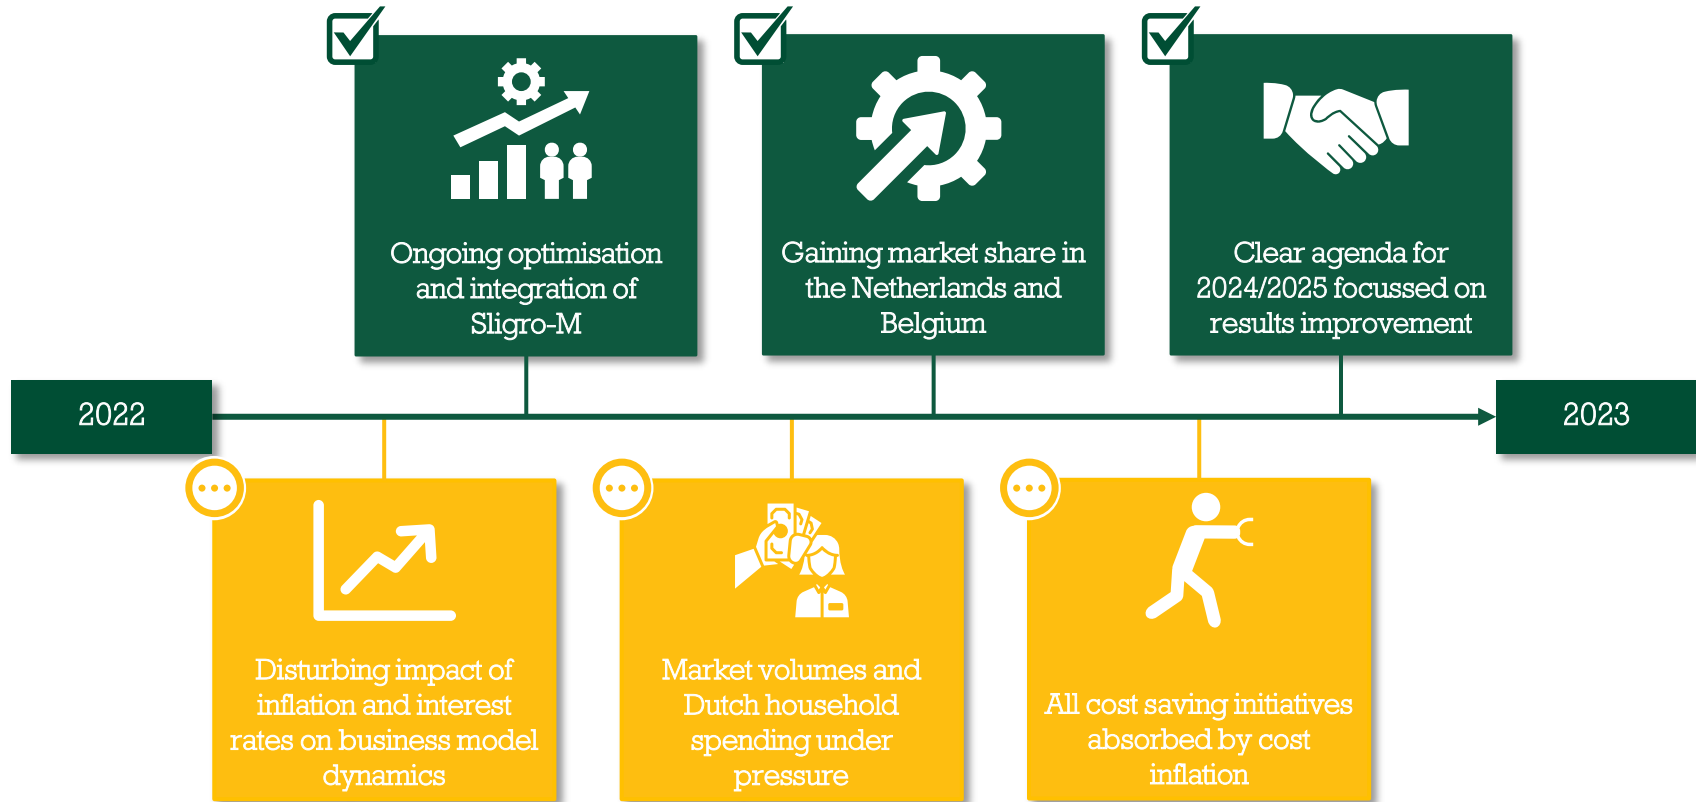 Ongoing optimisation
and integration of
Sligro-M
Gaining market share in
the Netherlands and
Belgium
Clear agenda for
2024/2025 focussed on
results improvement
2022
2023
Disturbing impact of
inflation and interest
rates on business model
dynamics
Market volumes and
Dutch household
spending under
pressure
All cost saving initiatives
absorbed by cost
inflation